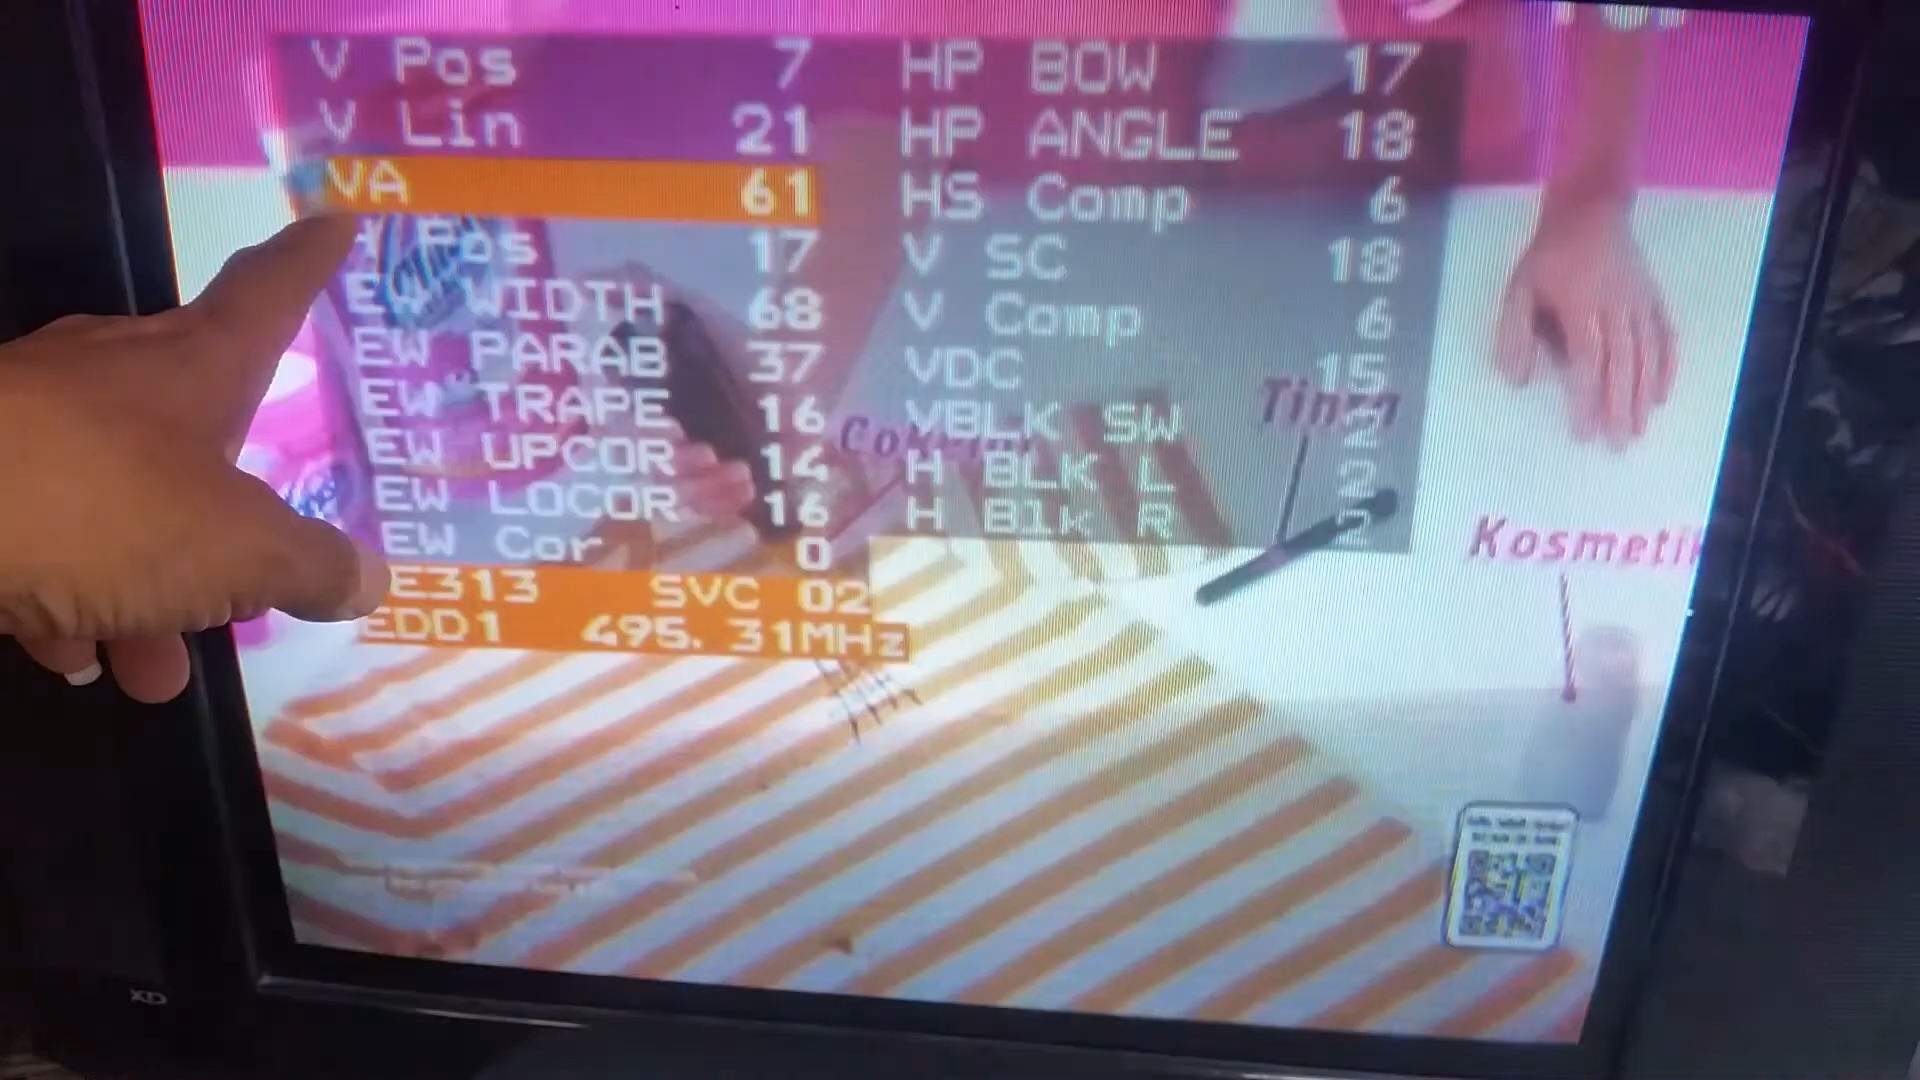 V Pos 7
V Lin 21
VA 61
H Pos 17
EW WIDTH 68
EW PARAB 37
EW TRAPE 16
EW UPCOR 14
EW LOCOR 16
EW Cor 0
E313 SVC 02
EDD1 495.31MHz
HP BOW 17
HP ANGLE 18
HS Comp 6
V SC 18
V Comp 6
VDC 15
VBLK SW 2
H BLK L 2
H Blk R 2
Kosmetik
XD